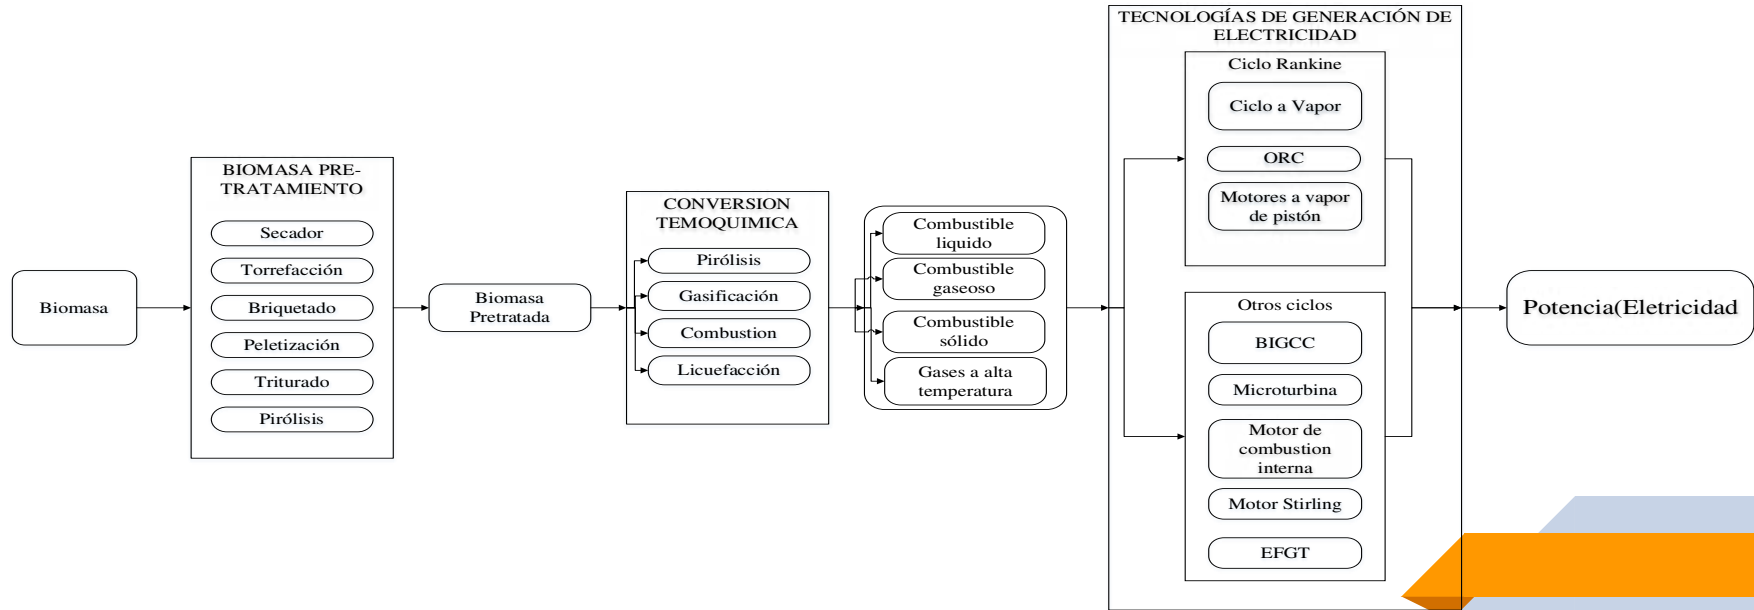 Biomasa
BIOMASA PRE-
TRATAMIENTO
Secador
Torrefacción
Briquetado
Peletización
Triturado
Pirólisis
Biomasa
Pretratada
CONVERSION
TEMOQUIMICA
Pirólisis
Gasificación
Combustion
Licuefacción
Combustible
liquido
Combustible
gaseoso
Combustible
sólido
Gases a alta
temperatura
TECNOLOGÍAS DE GENERACIÓN DE
ELECTRICIDAD
Ciclo Rankine
Ciclo a Vapor
ORC
Motores a vapor
de pistón
Otros ciclos
BIGCC
Microturbina
Motor de
combustion
interna
Motor Stirling
EFGT
Potencia(Eletricidad